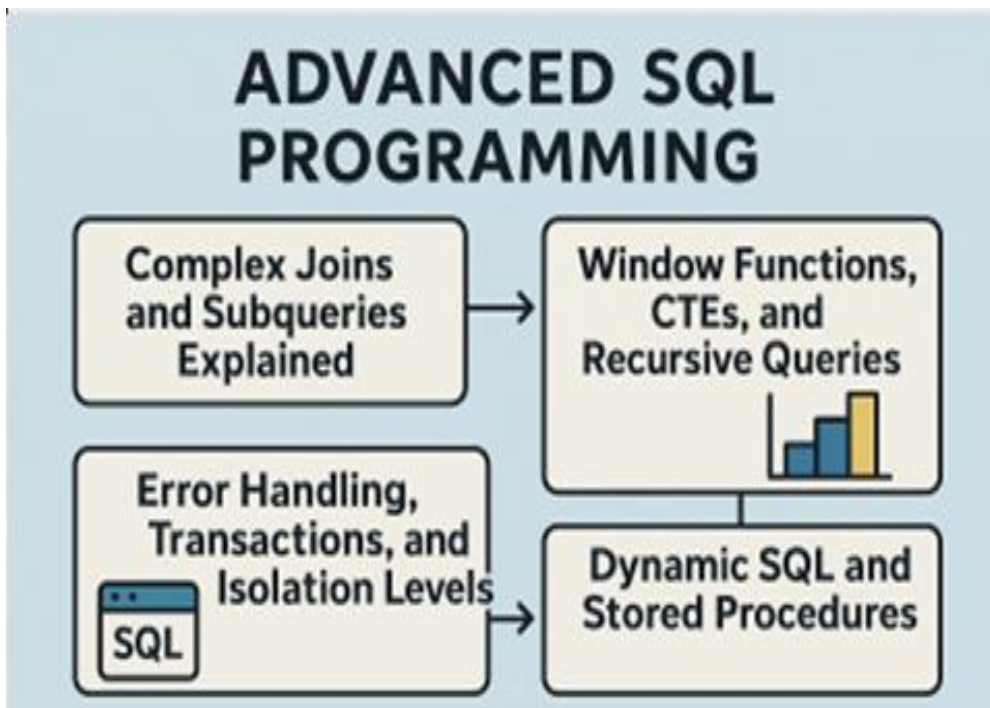 ADVANCED SQL
PROGRAMMING
Complex Joins
and Subqueries
Explained
Window Functions,
CTEs, and
Recursive Queries
Error Handling,
Transactions, and
Isolation Levels
SQL
Dynamic SQL and
Stored Procedures